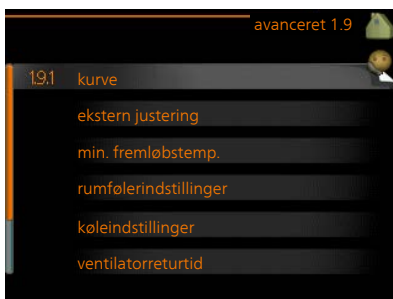 avanceret 1.9
1.9.1 kurve
ekstern justering
min. fremløbstemp.
rumfølerindstillinger
køleindstillinger
ventilatorreturtid